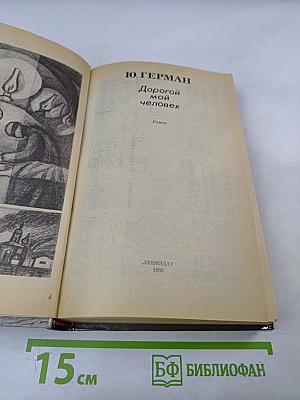 Ю. ГЕРМАН
Дорогой
мой
человек
Роман
ЛЕНИЗДАТ
15 см
БФ БИБЛИОФАН